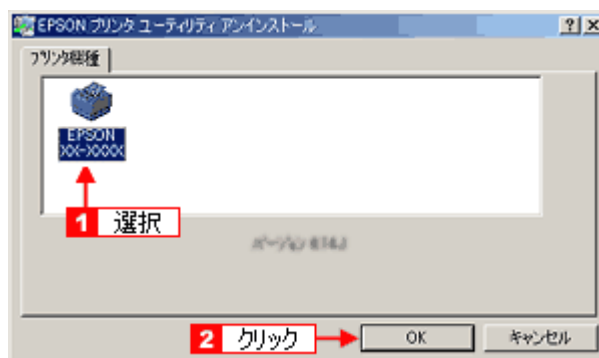 EPSON プリンタ ユーティリティ アンインストール
プリンタ機種
EPSON
XX-XXXX
1 選択
2 クリック
OK
キャンセル